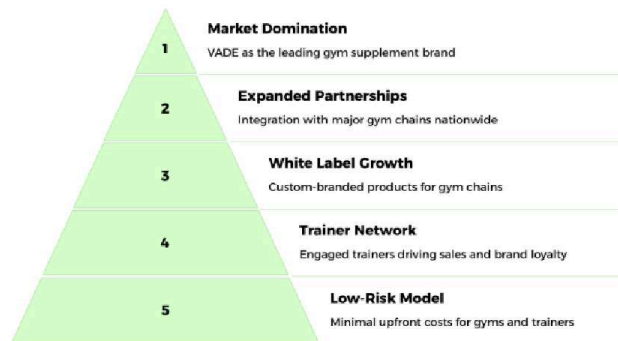 1
Market Domination
VADE as the leading gym supplement brand
2
Expanded Partnerships
Integration with major gym chains nationwide
3
White Label Growth
Custom-branded products for gym chains
4
Trainer Network
Engaged trainers driving sales and brand loyalty
5
Low-Risk Model
Minimal upfront costs for gyms and trainers